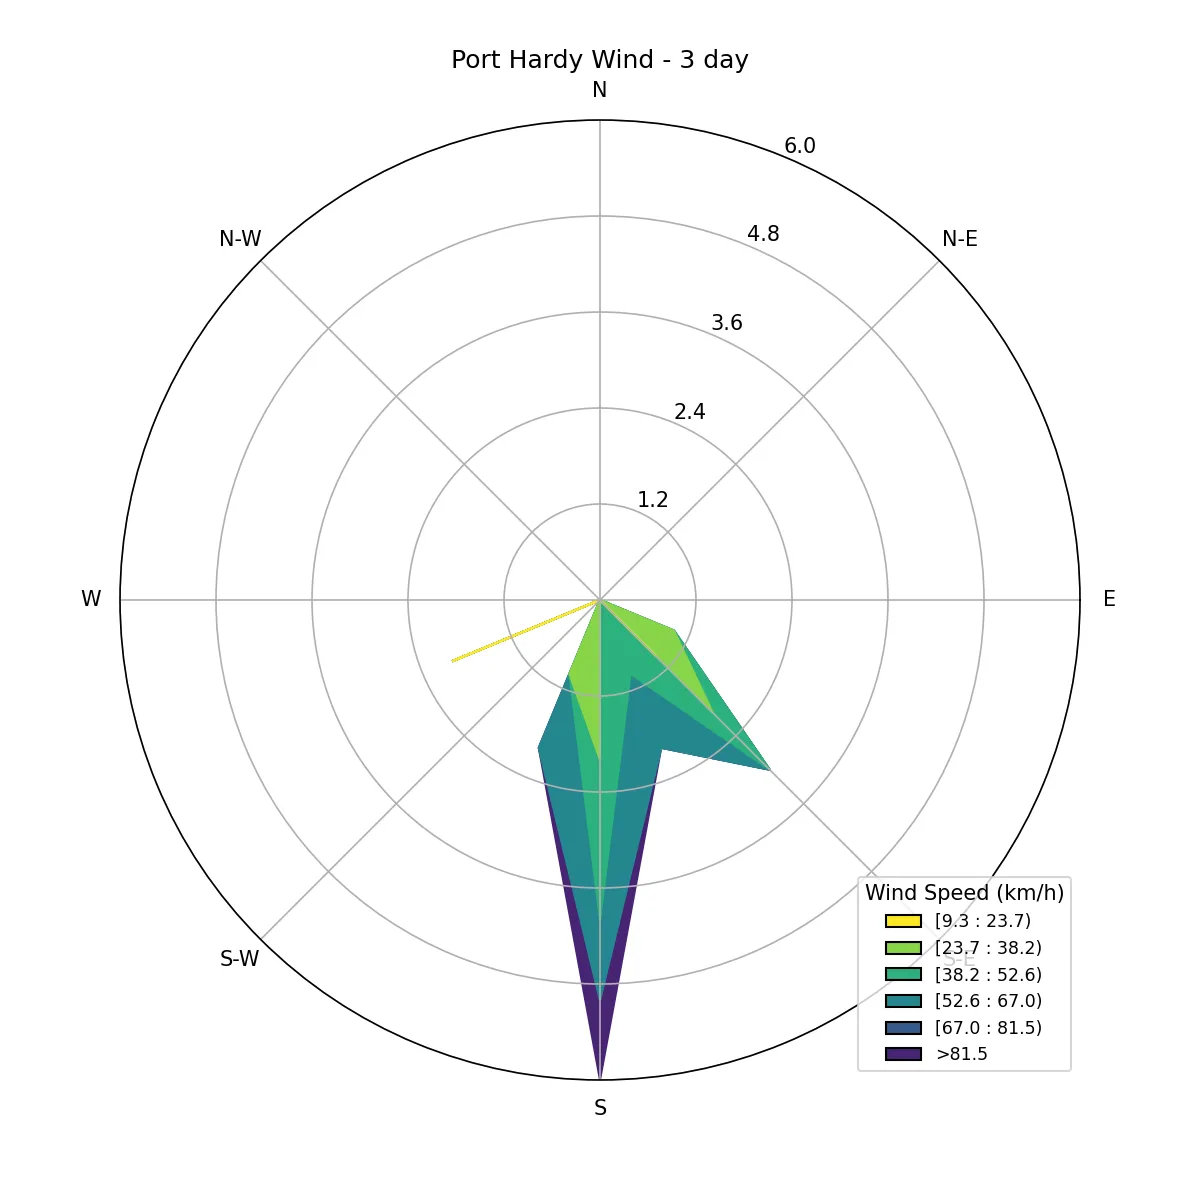 Port Hardy Wind - 3 day
N
6.0
N-W
N-E
4.8
3.6
2.4
1.2
W
E
Wind Speed (km/h)
[9.3 : 23.7)
[23.7 : 38.2)
[38.2 : 52.6)
[52.6 : 67.0)
[67.0 : 81.5)
>81.5
S-W
S-E
S